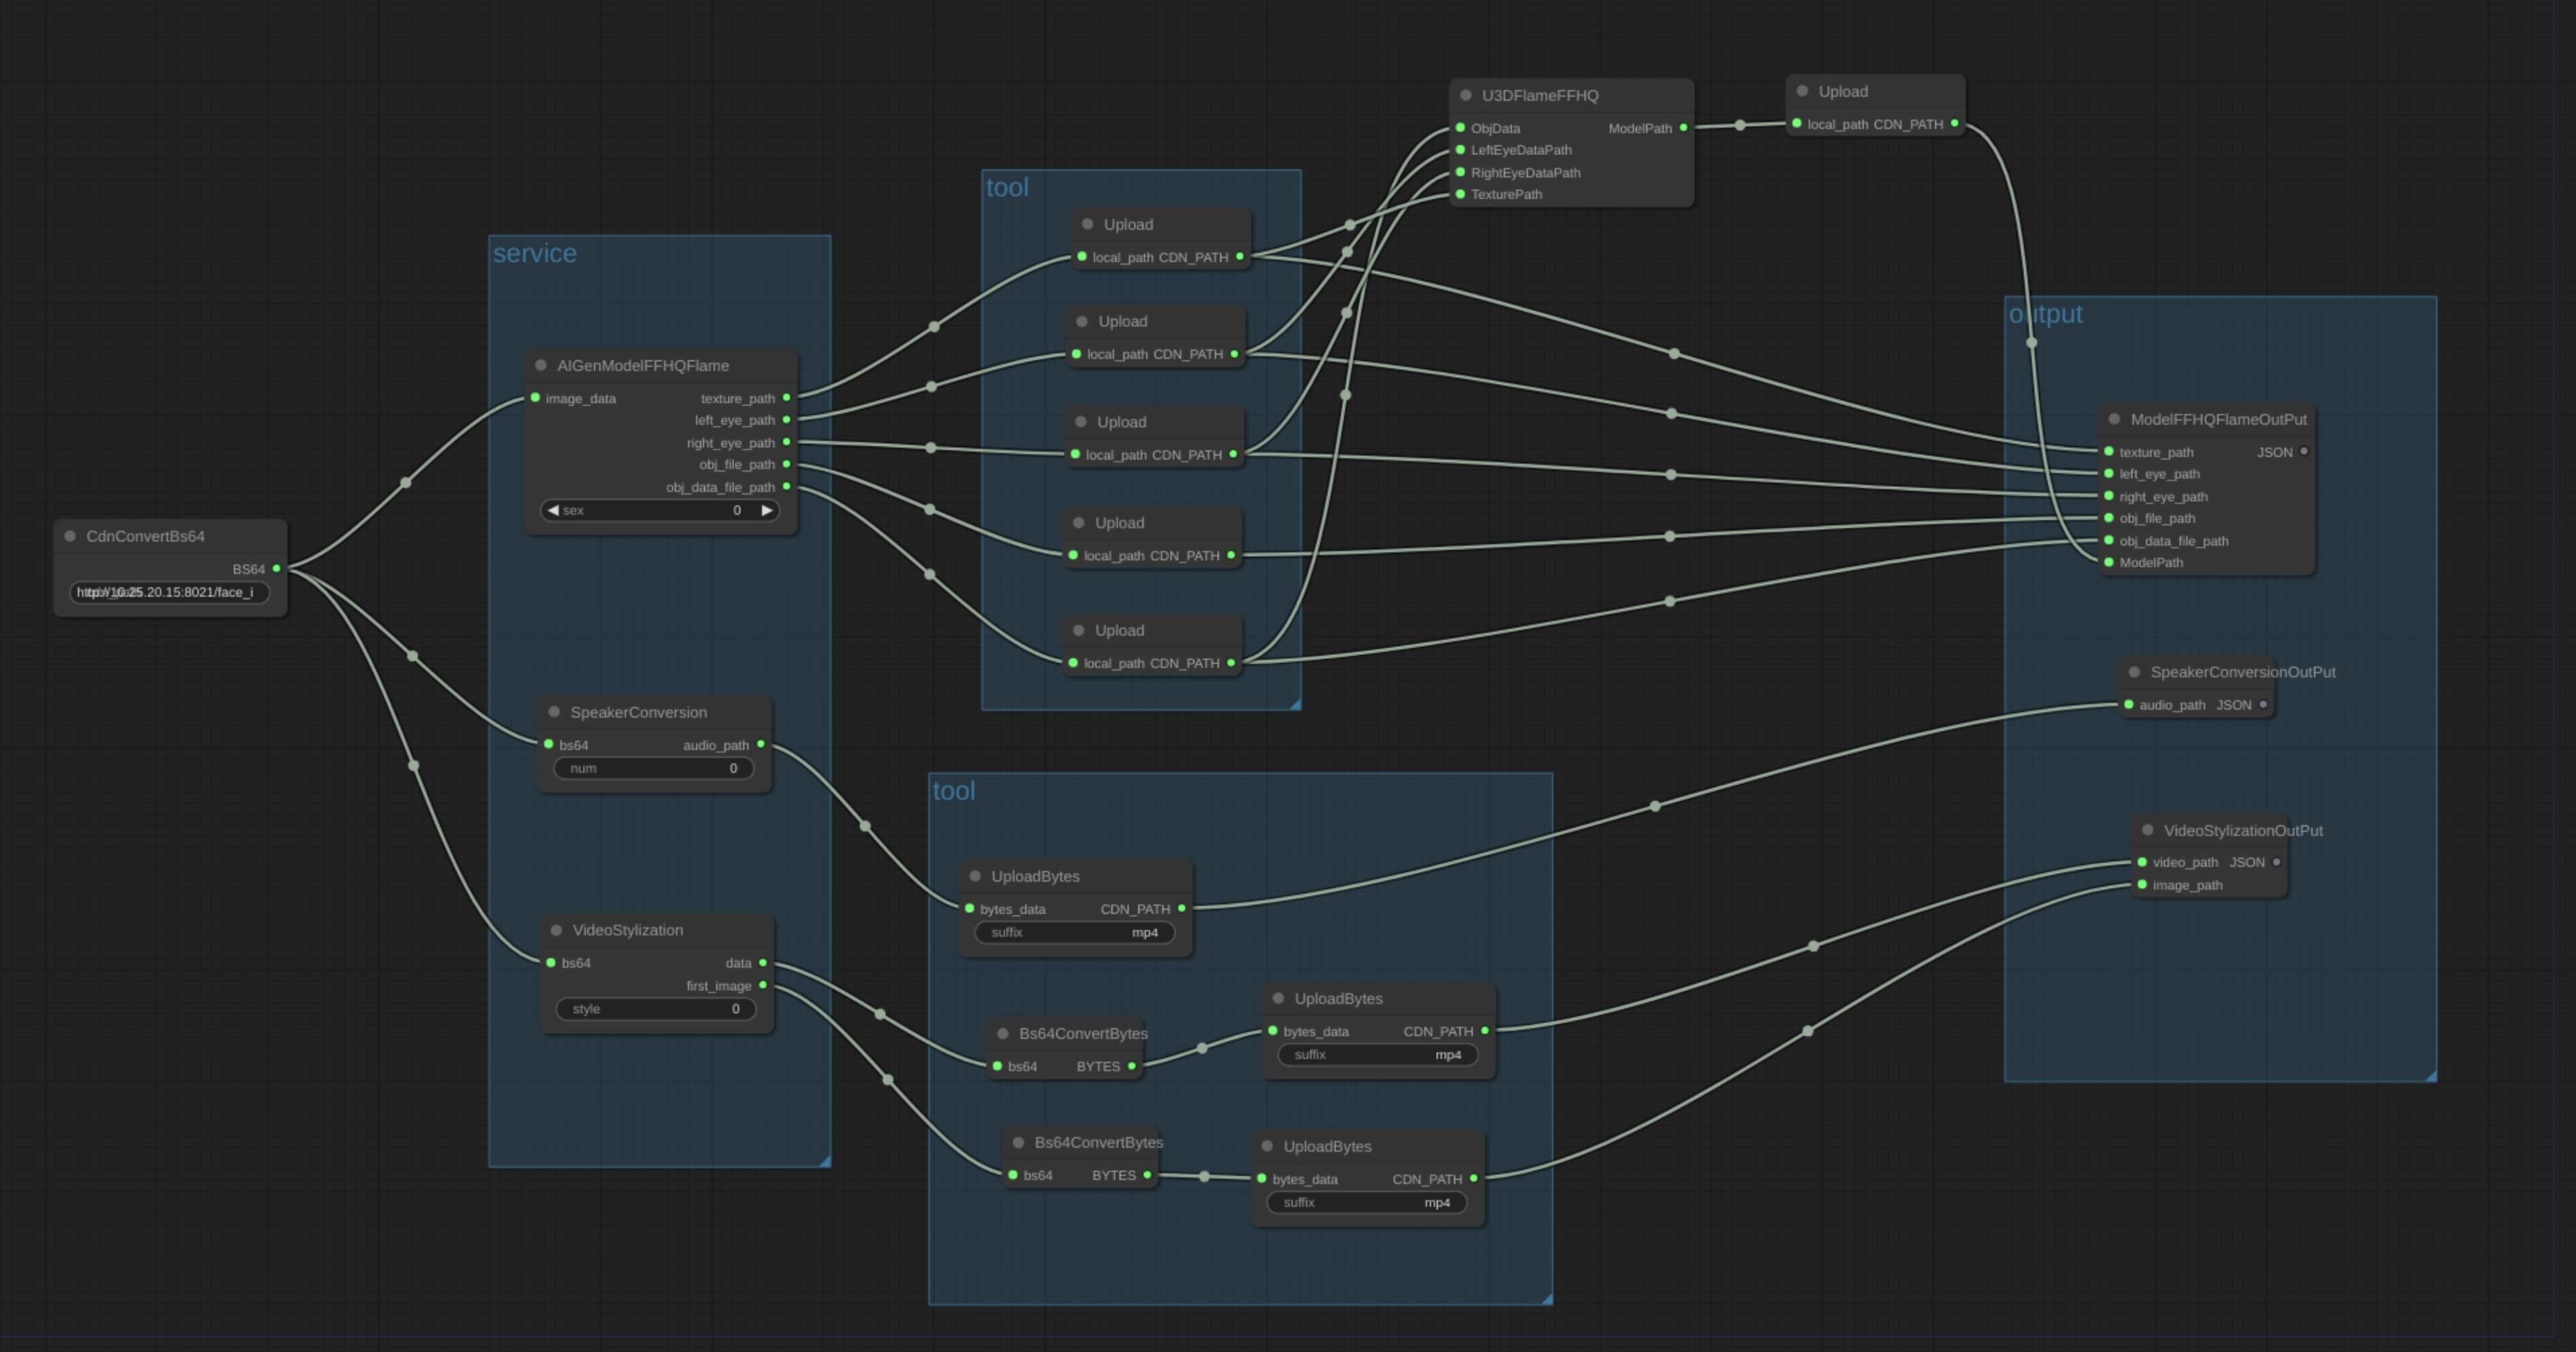 U3DFlameFFHQ
ObjData ModelPath
LeftEyeDataPath
RightEyeDataPath
TexturePath
Upload
local_path CDN_PATH
tool
Upload
local_path CDN_PATH
Upload
local_path CDN_PATH
Upload
local_path CDN_PATH
Upload
local_path CDN_PATH
Upload
local_path CDN_PATH
service
AIGenModelFFHQFlame
image_data texture_path
left_eye_path
right_eye_path
obj_file_path
obj_data_file_path
sex 0
CdnConvertBs64
BS64
http://10.25.20.15:8021/face_i
SpeakerConversion
bs64 audio_path
num 0
VideoStylization
bs64 data
first_image
style 0
tool
UploadBytes
bytes_data CDN_PATH
suffix mp4
Bs64ConvertBytes
bs64 BYTES
UploadBytes
bytes_data CDN_PATH
suffix mp4
Bs64ConvertBytes
bs64 BYTES
UploadBytes
bytes_data CDN_PATH
suffix mp4
output
ModelFFHQFlameOutPut
texture_path JSON
left_eye_path
right_eye_path
obj_file_path
obj_data_file_path
ModelPath
SpeakerConversionOutPut
audio_path JSON
VideoStylizationOutPut
video_path JSON
image_path